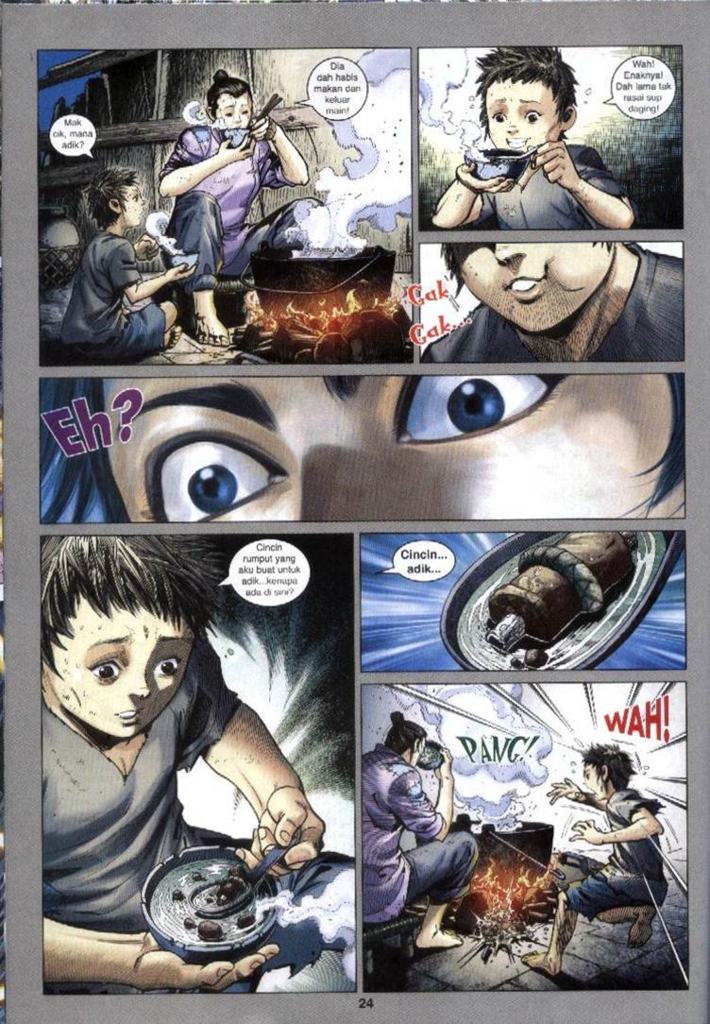 Mak
oik, mana
adik?
Dia
dah habis
makan dan
keluar
main!
Wah!
Enaknya!
Dah lama tak
rasai sup
daging!
Gak
Gak...
Eh?
Cincin
rumput yang
aku buat untuk
adik...kenapa
ada di sini?
Cincin...
adik...
PANG!
WAH!
24